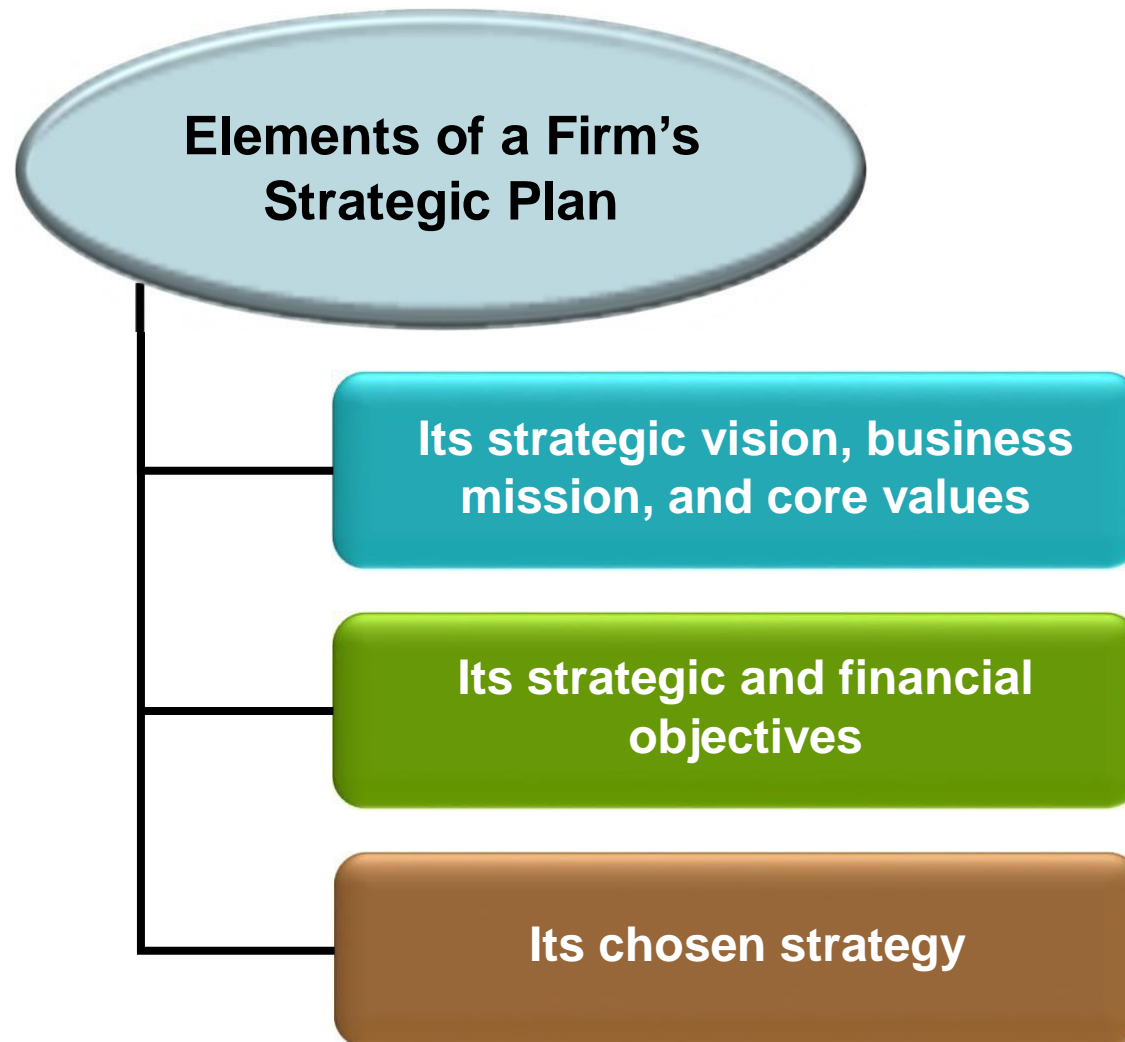 Elements of a Firm’s
Strategic Plan
Its strategic vision, business
mission, and core values
Its strategic and financial
objectives
Its chosen strategy